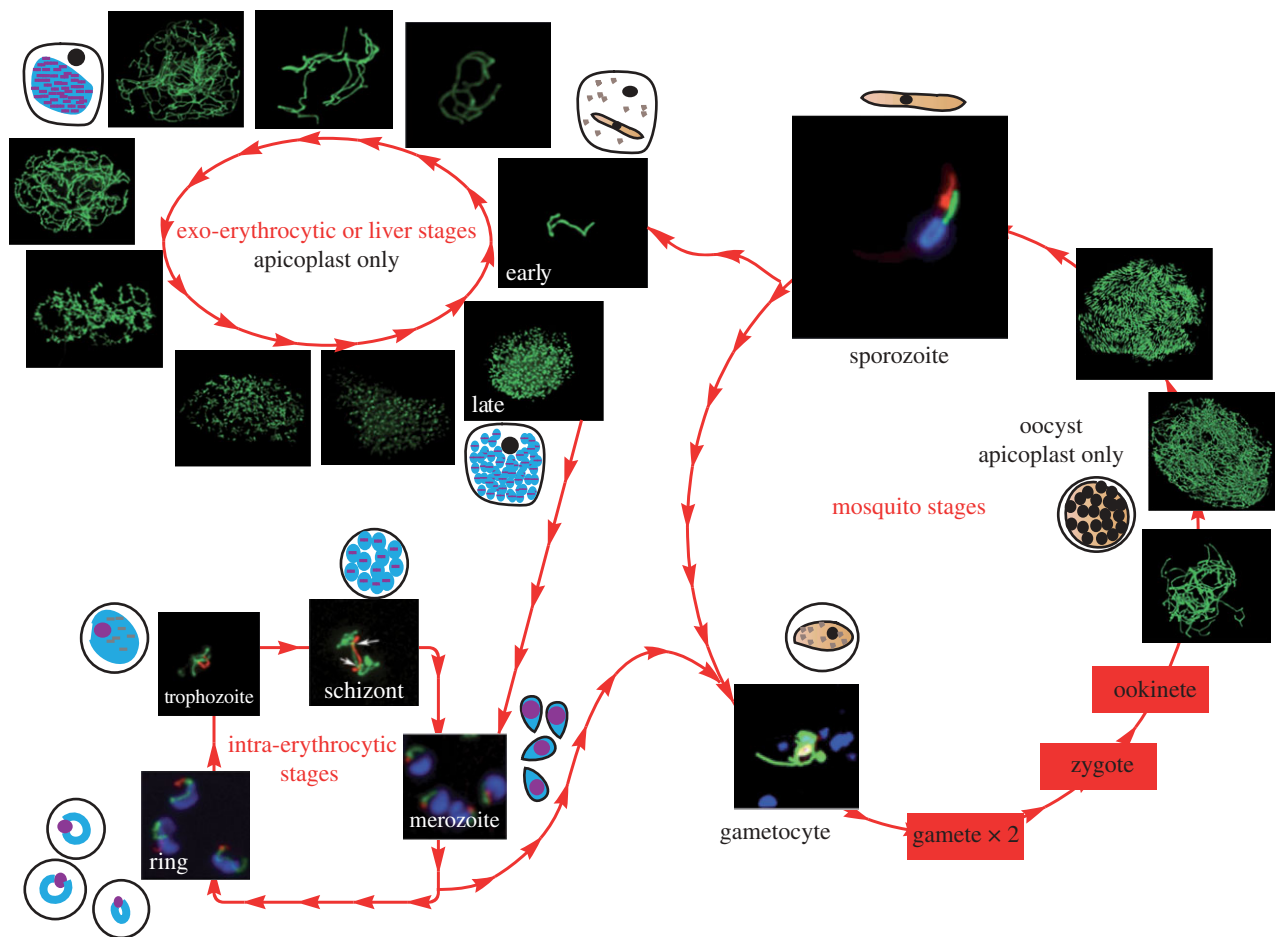 exo-erythrocytic or liver stages
apicoplast only
early
late
sporozoite
oocyst
apicoplast only
mosquito stages
trophozoite
schizont
intra-erythrocytic
stages
ring
merozoite
gametocyte
gamete × 2
zygote
ookinete